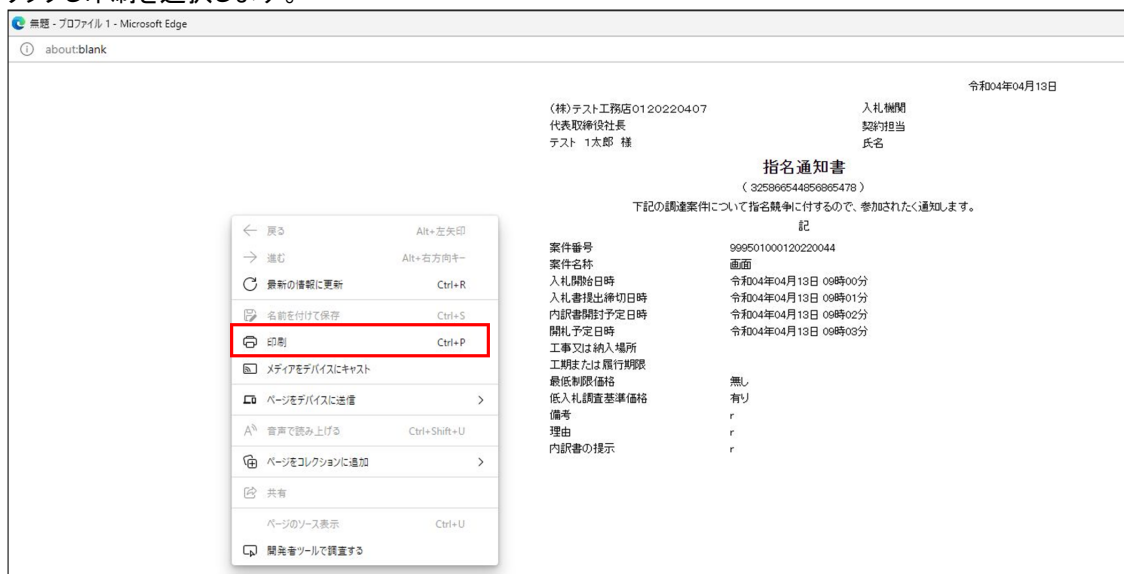 無題 - プロファイル 1 - Microsoft Edge
about:blank
令和04年04月13日
(株)テスト工務店0120220407 入札機関
代表取締役社長 契約担当
テスト 1太郎 様 氏名
指名通知書
( 325866544856865478 )
下記の調達案件について指名競争に付するので、参加されたく通知します。
記
案件番号 999501000120220044
案件名称 画面
入札開始日時 令和04年04月13日 09時00分
入札書提出締切日時 令和04年04月13日 09時01分
内訳書開封予定日時 令和04年04月13日 09時02分
開札予定日時 令和04年04月13日 09時03分
工事又は納入場所
工期または履行期限
最低制限価格 無し
低入札調査基準価格 有り
備考 r
理由 r
内訳書の提示 r
戻る Alt+左矢印
進む Alt+右方向キー
最新の情報に更新 Ctrl+R
名前を付けて保存 Ctrl+S
印刷 Ctrl+P
メディアをデバイスにキャスト
ページをデバイスに送信
音声で読み上げる Ctrl+Shift+U
ページをコレクションに追加
共有
ページのソース表示 Ctrl+U
開発者ツールで調査する